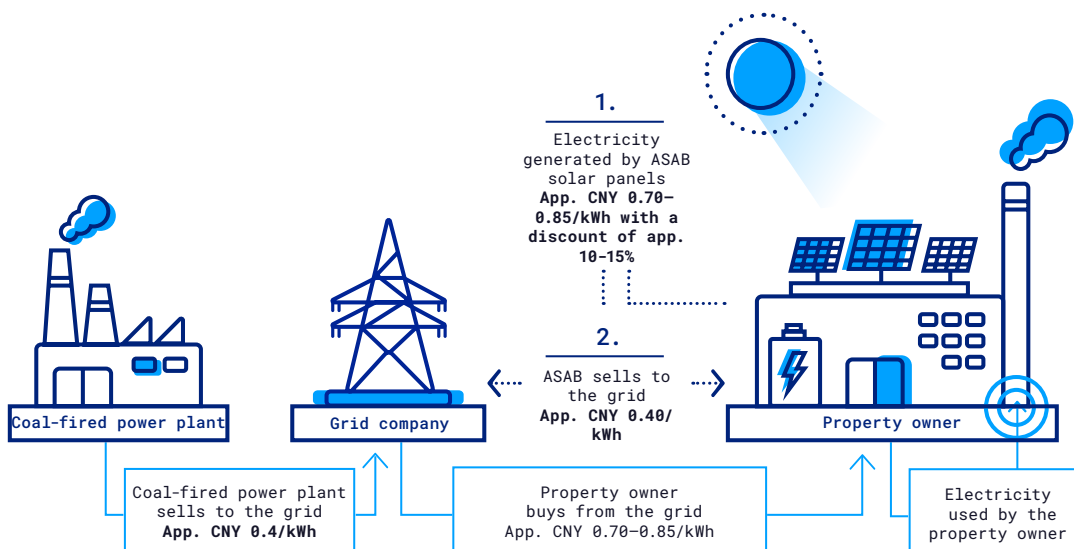 1.
Electricity
generated by ASAB
solar panels
App. CNY 0.70–
0.85/kWh with a
discount of app.
10-15%
2.
ASAB sells to
the grid
App. CNY 0.40/
kWh
Coal-fired power plant
Grid company
Property owner
Coal-fired power plant
sells to the grid
App. CNY 0.4/kWh
Property owner
buys from the grid
App. CNY 0.70–0.85/kWh
Electricity
used by the
property owner